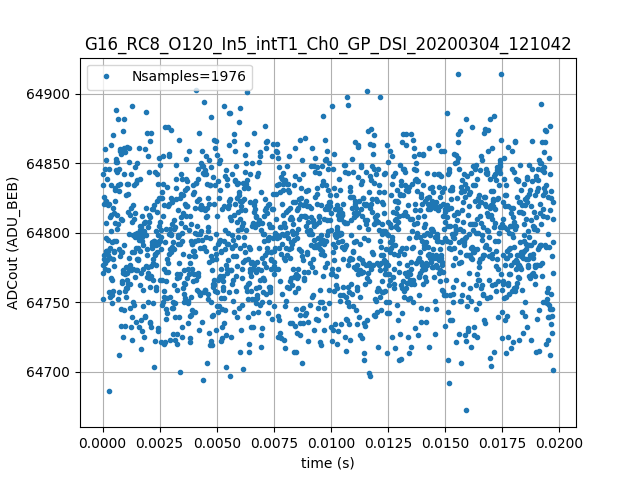 G16_RC8_O120_In5_intT1_Ch0_GP_DSI_20200304_121042
Nsamples=1976
64900
64850
64800
64750
64700
ADCout (ADU_BEB)
0.0000 0.0025 0.0050 0.0075 0.0100 0.0125 0.0150 0.0175 0.0200
time (s)